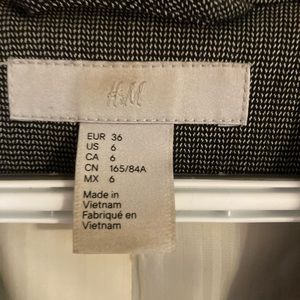 H&M
EUR 36
US 6
CA 6
CN 165/84A
MX 6
Made in
Vietnam
Fabriqué en
Vietnam